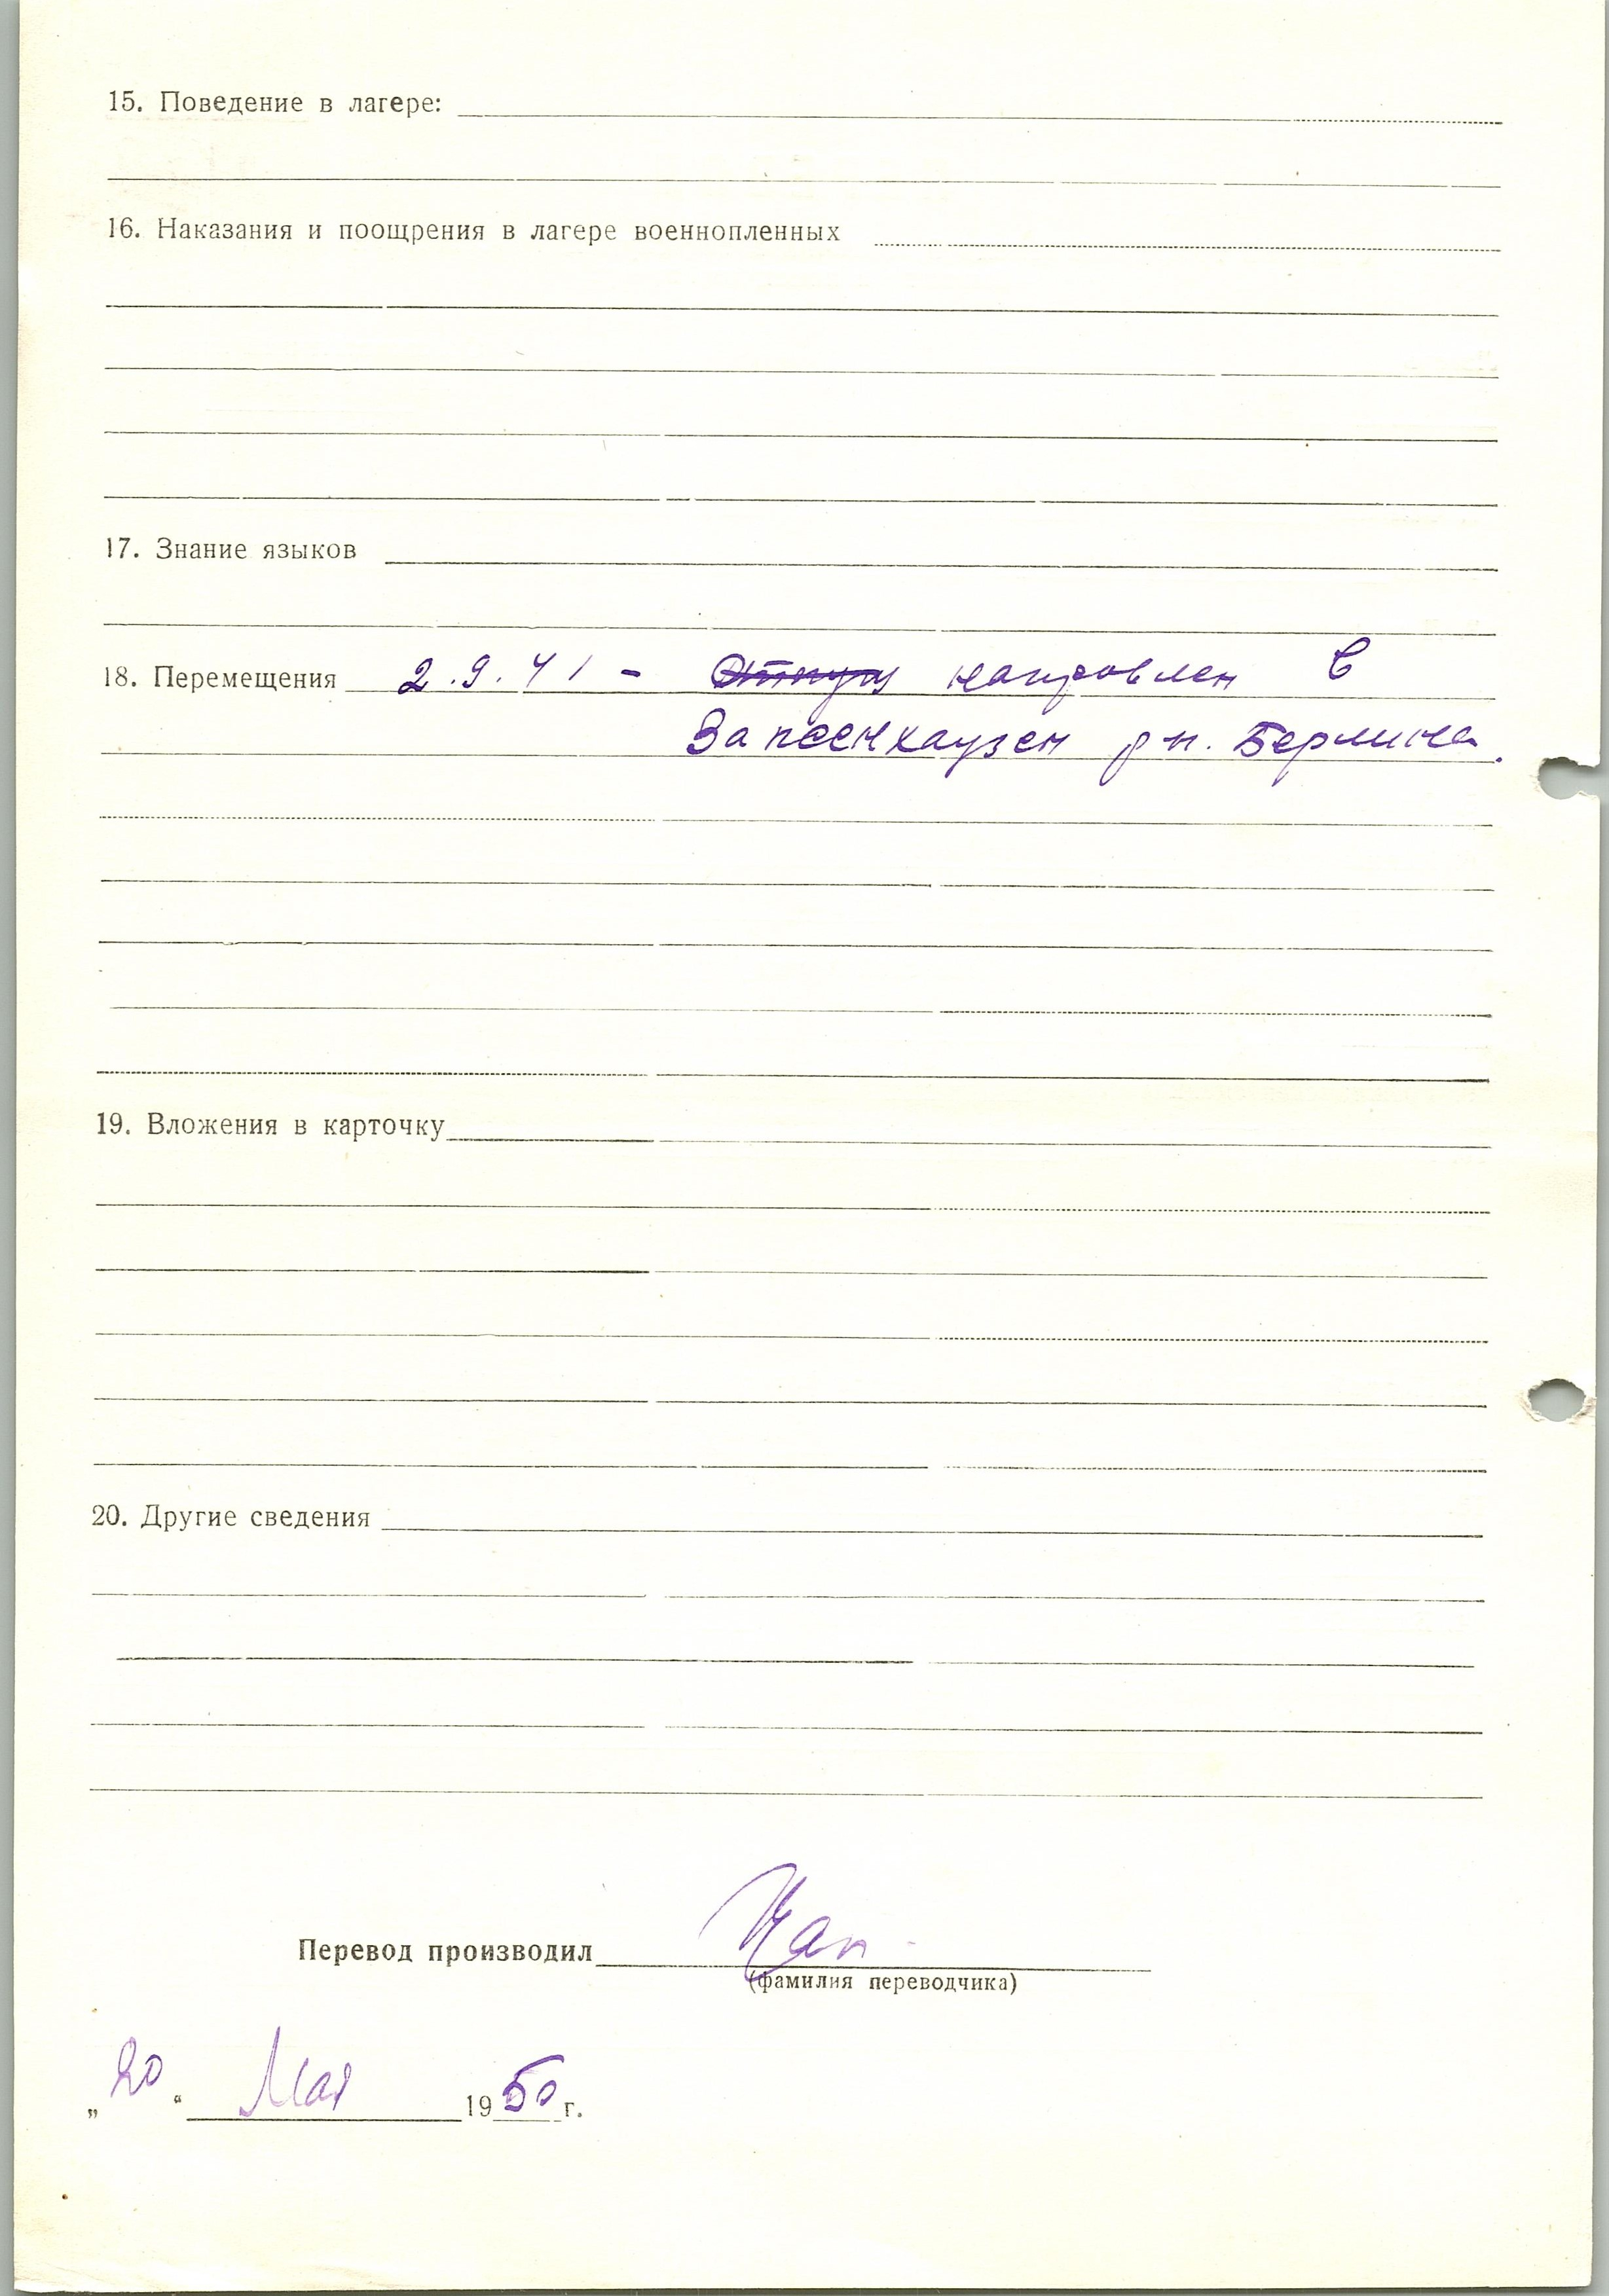 15. Поведение в лагере:
16. Наказания и поощрения в лагере военнопленных
17. Знание языков
18. Перемещения 2.9.41 - направлен в
Заксенхаузен рн. Берлина.
19. Вложения в карточку
20. Другие сведения
Перевод производил
(фамилия переводчика)
„20“ Мая 1950 г.